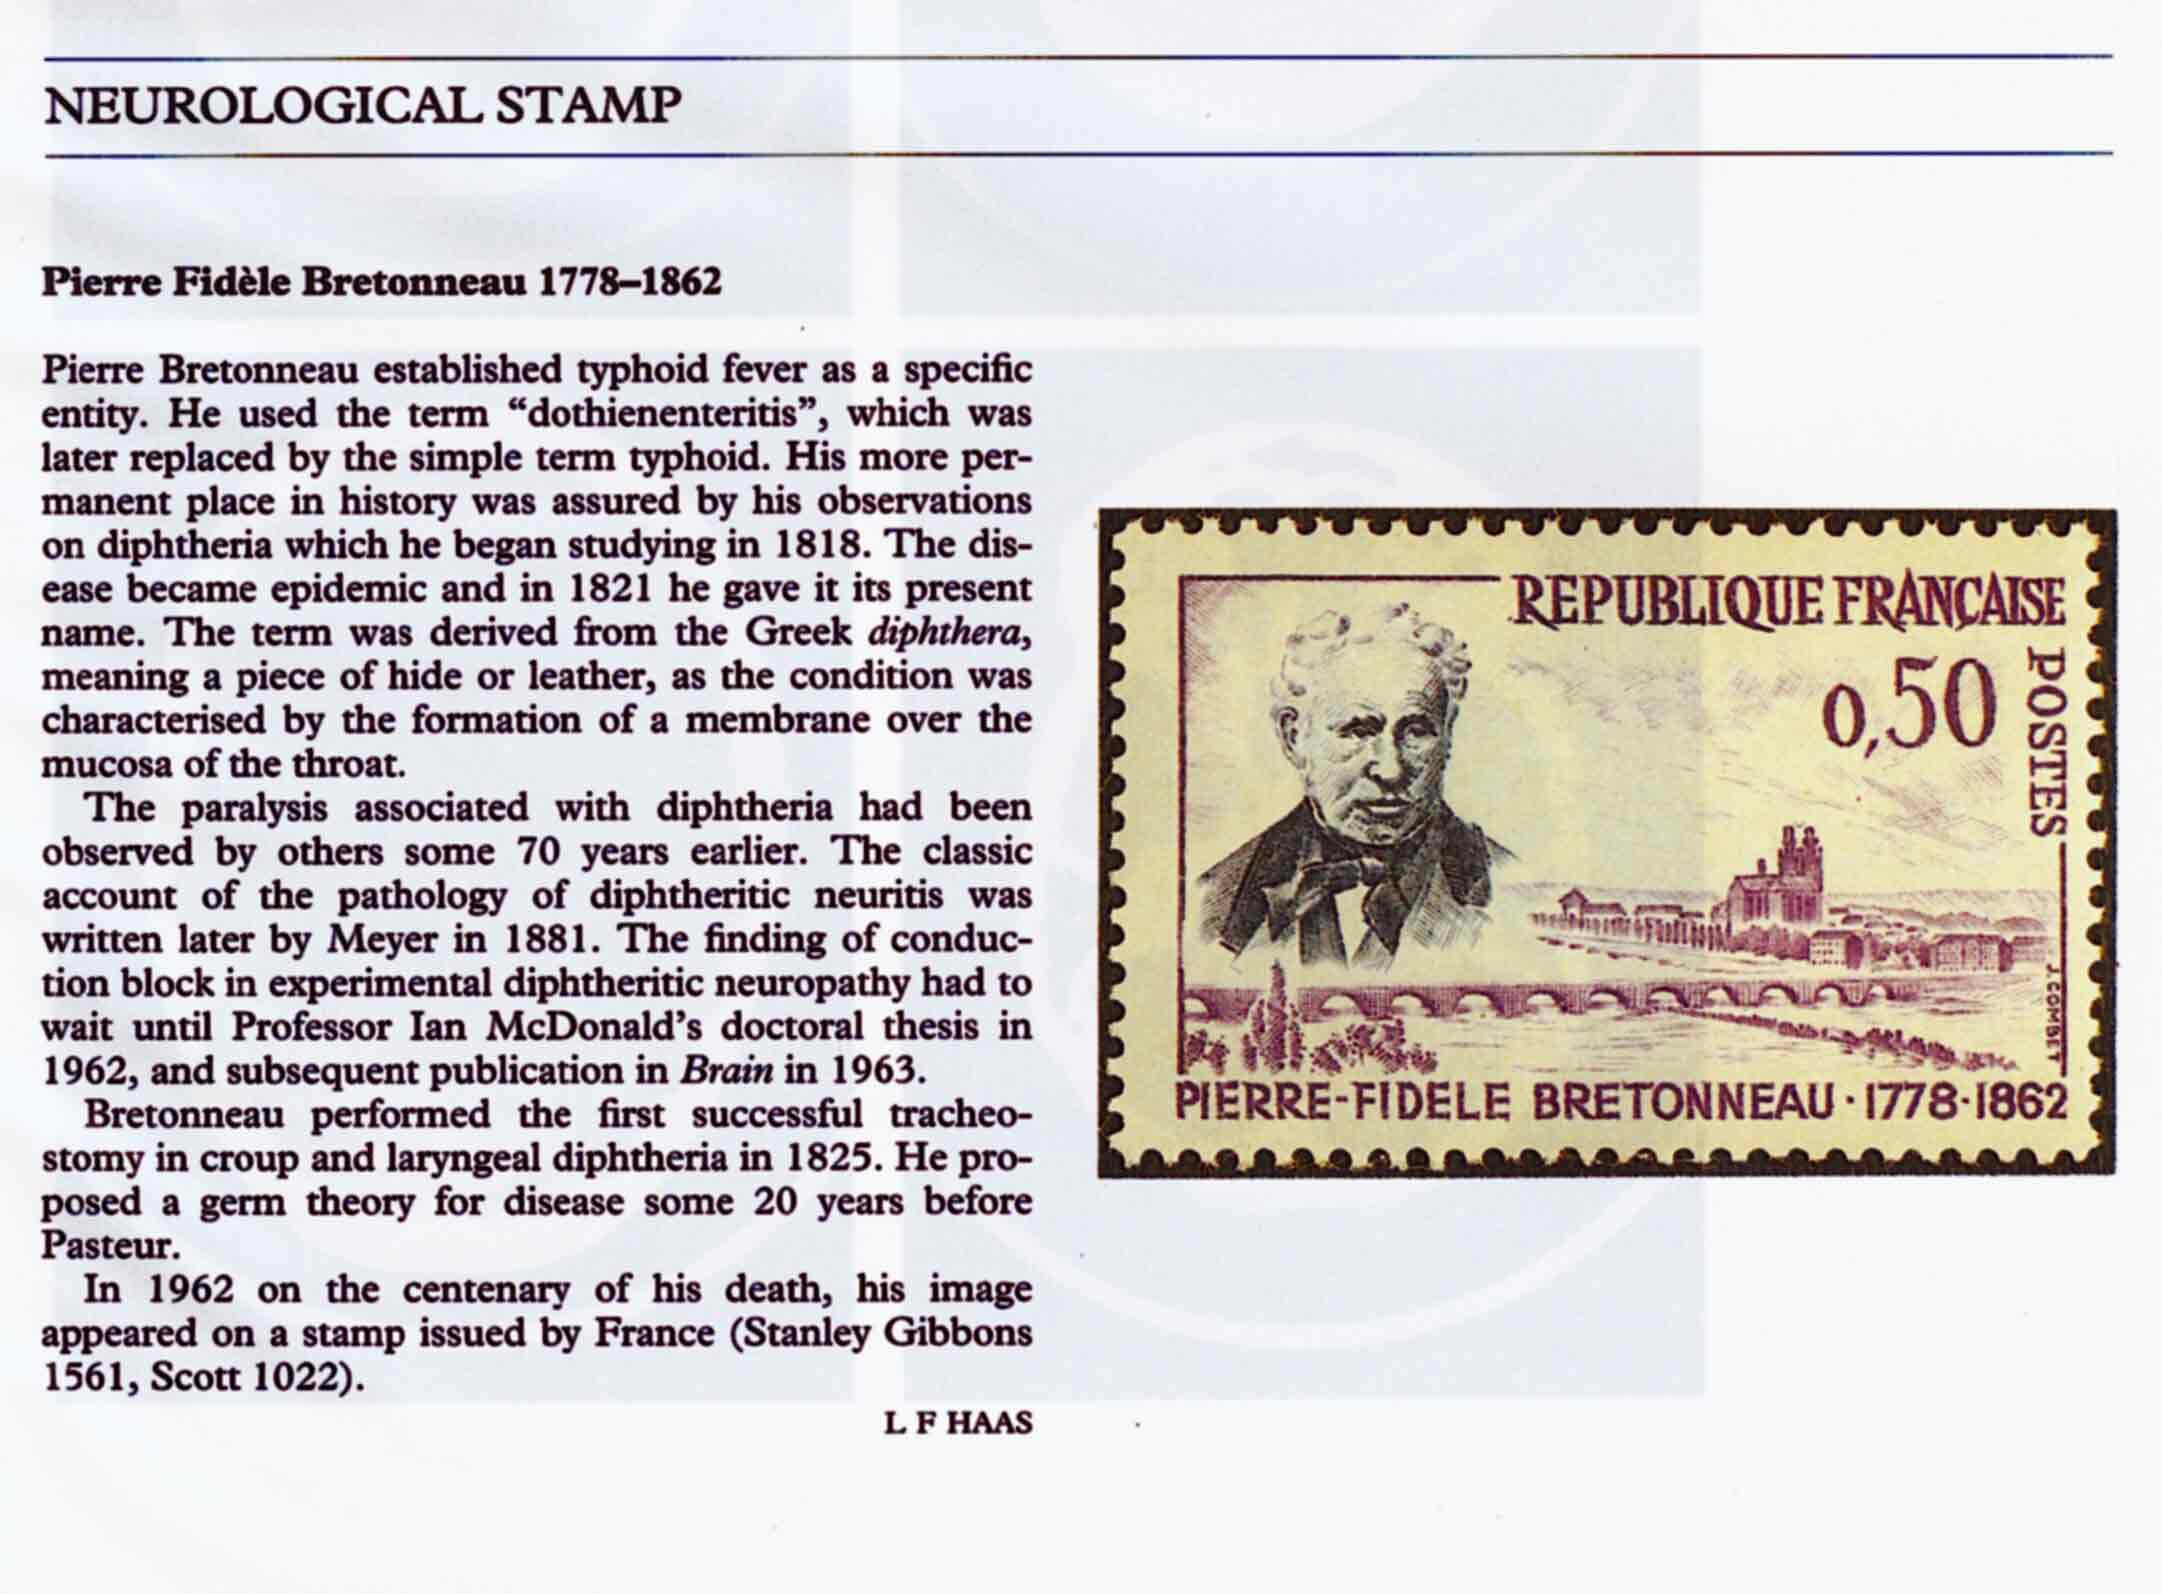 NEUROLOGICAL STAMP
Pierre Fidèle Bretonneau 1778–1862
Pierre Bretonneau established typhoid fever as a specific
entity. He used the term “dothienenteritis”, which was
later replaced by the simple term typhoid. His more per-
manent place in history was assured by his observations
on diphtheria which he began studying in 1818. The dis-
ease became epidemic and in 1821 he gave it its present
name. The term was derived from the Greek diphthera,
meaning a piece of hide or leather, as the condition was
characterised by the formation of a membrane over the
mucosa of the throat.
The paralysis associated with diphtheria had been
observed by others some 70 years earlier. The classic
account of the pathology of diphtheritic neuritis was
written later by Meyer in 1881. The finding of conduc-
tion block in experimental diphtheritic neuropathy had to
wait until Professor Ian McDonald’s doctoral thesis in
1962, and subsequent publication in Brain in 1963.
Bretonneau performed the first successful tracheo-
stomy in croup and laryngeal diphtheria in 1825. He pro-
posed a germ theory for disease some 20 years before
Pasteur.
In 1962 on the centenary of his death, his image
appeared on a stamp issued by France (Stanley Gibbons
1561, Scott 1022).
L F HAAS
REPUBLIQUE FRANÇAISE
0,50
POSTES
J. COMBET
PIERRE-FIDELE BRETONNEAU · 1778-1862